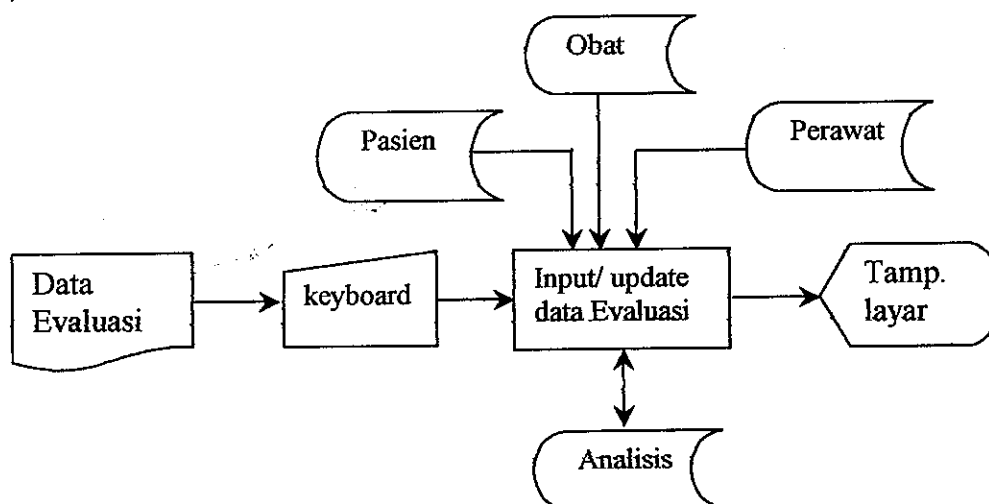 Obat
Pasien
Perawat
Data
Evaluasi
keyboard
Input/ update
data Evaluasi
Tamp.
layar
Analisis